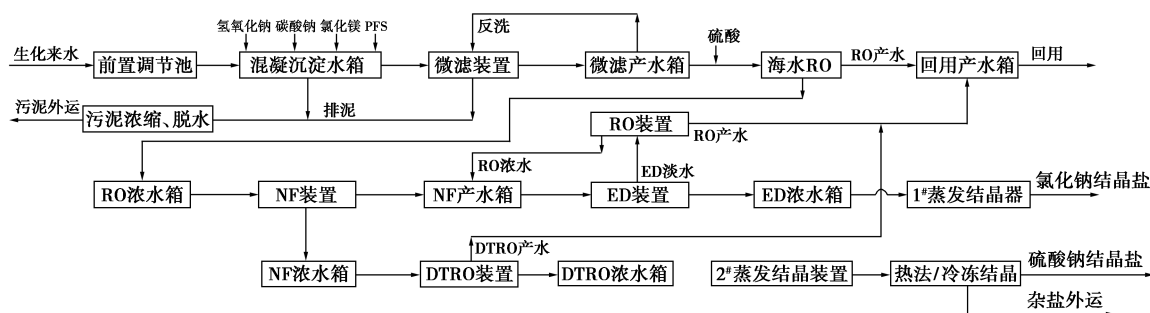 氢氧化钠 碳酸钠 氯化镁 PFS
反洗
硫酸
生化来水
前置调节池
混凝沉淀水箱
微滤装置
微滤产水箱
海水RO
RO产水
回用产水箱
回用
污泥外运
污泥浓缩、脱水
排泥
RO装置
RO产水
RO浓水
ED淡水
RO浓水箱
NF装置
NF产水箱
ED装置
ED浓水箱
1#蒸发结晶器
氯化钠结晶盐
DTRO产水
NF浓水箱
DTRO装置
DTRO浓水箱
2#蒸发结晶装置
热法/冷冻结晶
硫酸钠结晶盐
杂盐外运